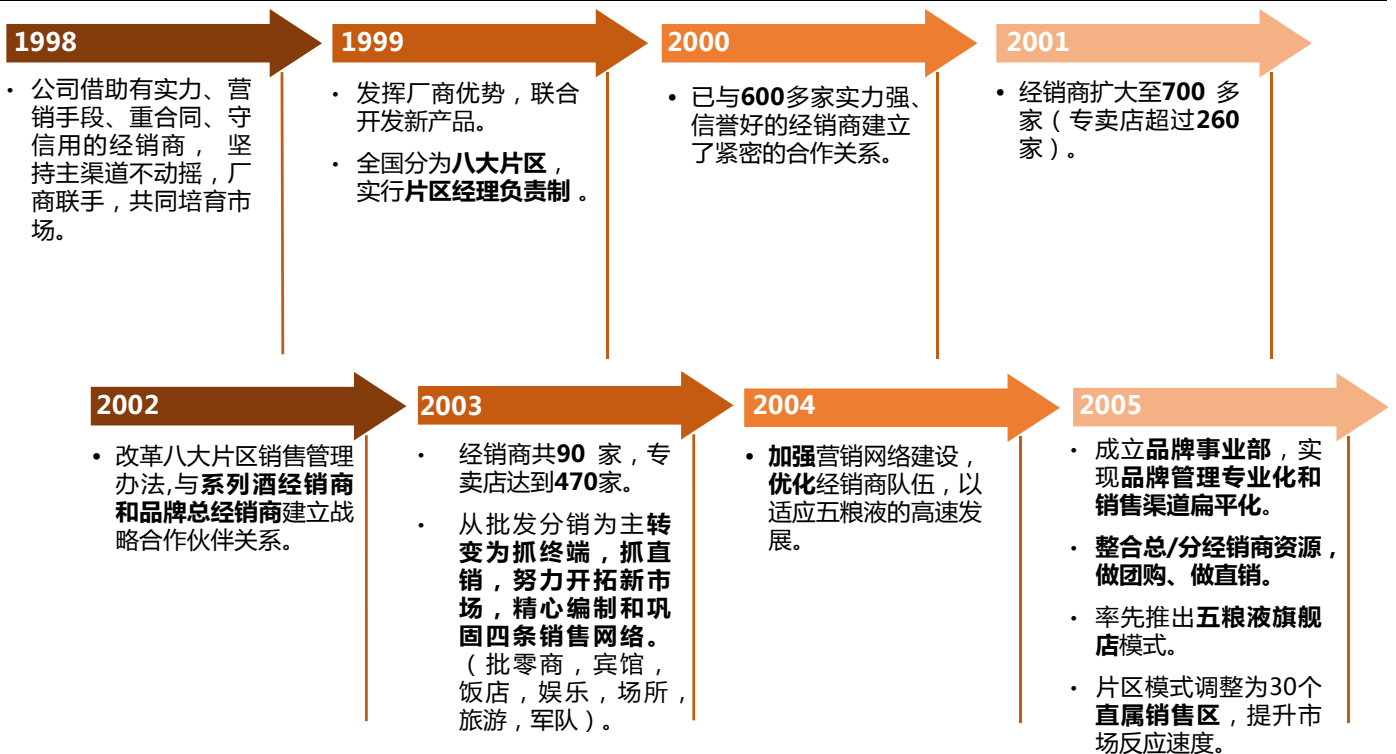 1998
• 公司借助有实力、营
销手段、重合同、守
信用的经销商， 坚
持主渠道不动摇，厂
商联手，共同培育市
场。
1999
• 发挥厂商优势，联合
开发新产品。
• 全国分为八大片区，
实行片区经理负责制 。
2000
• 已与600多家实力强、
信誉好的经销商建立
了紧密的合作关系。
2001
• 经销商扩大至700 多
家（专卖店超过260
家）。
2002
• 改革八大片区销售管理
办法,与系列酒经销商
和品牌总经销商建立战
略合作伙伴关系。
2003
• 经销商共90 家，专
卖店达到470家。
• 从批发分销为主转
变为抓终端，抓直
销，努力开拓新市
场，精心编制和巩
固四条销售网络。
（批零商，宾馆，
饭店，娱乐，场所，
旅游，军队）。
2004
• 加强营销网络建设，
优化经销商队伍，以
适应五粮液的高速发
展。
2005
• 成立品牌事业部，实
现品牌管理专业化和
销售渠道扁平化。
• 整合总/分经销商资源，
做团购、做直销。
• 率先推出五粮液旗舰
店模式。
• 片区模式调整为30个
直属销售区，提升市
场反应速度。